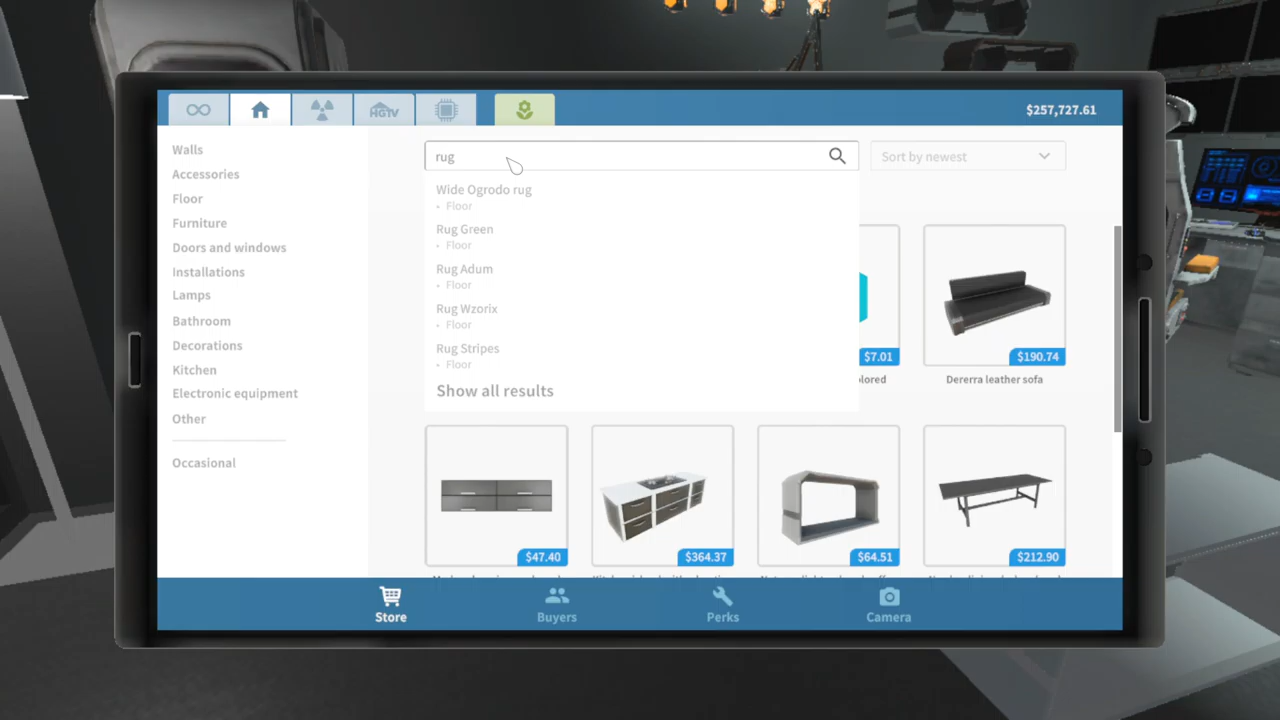 HGTV
$257,727.61
Walls
Accessories
Floor
Furniture
Doors and windows
Installations
Lamps
Bathroom
Decorations
Kitchen
Electronic equipment
Other
Occasional
rug
Sort by newest
Wide Ogrodo rug
• Floor
Rug Green
• Floor
Rug Adum
• Floor
Rug Wzorix
• Floor
Rug Stripes
• Floor
Show all results
$7.01
$190.74
Dererra leather sofa
$47.40
$364.37
$64.51
$212.90
Store
Buyers
Perks
Camera